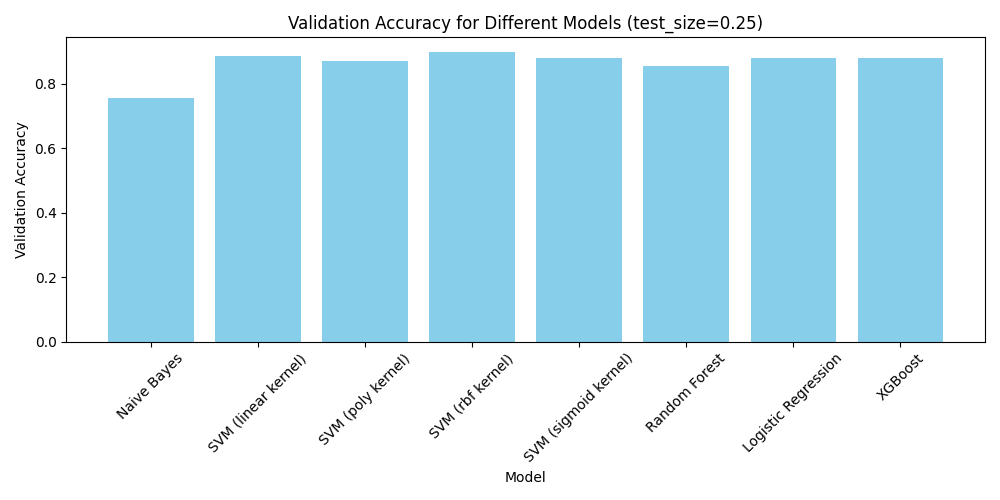 Validation Accuracy for Different Models (test_size=0.25)
Validation Accuracy
0.8
0.6
0.4
0.2
0.0
Naive Bayes
SVM (linear kernel)
SVM (poly kernel)
SVM (rbf kernel)
SVM (sigmoid kernel)
Random Forest
Logistic Regression
XGBoost
Model